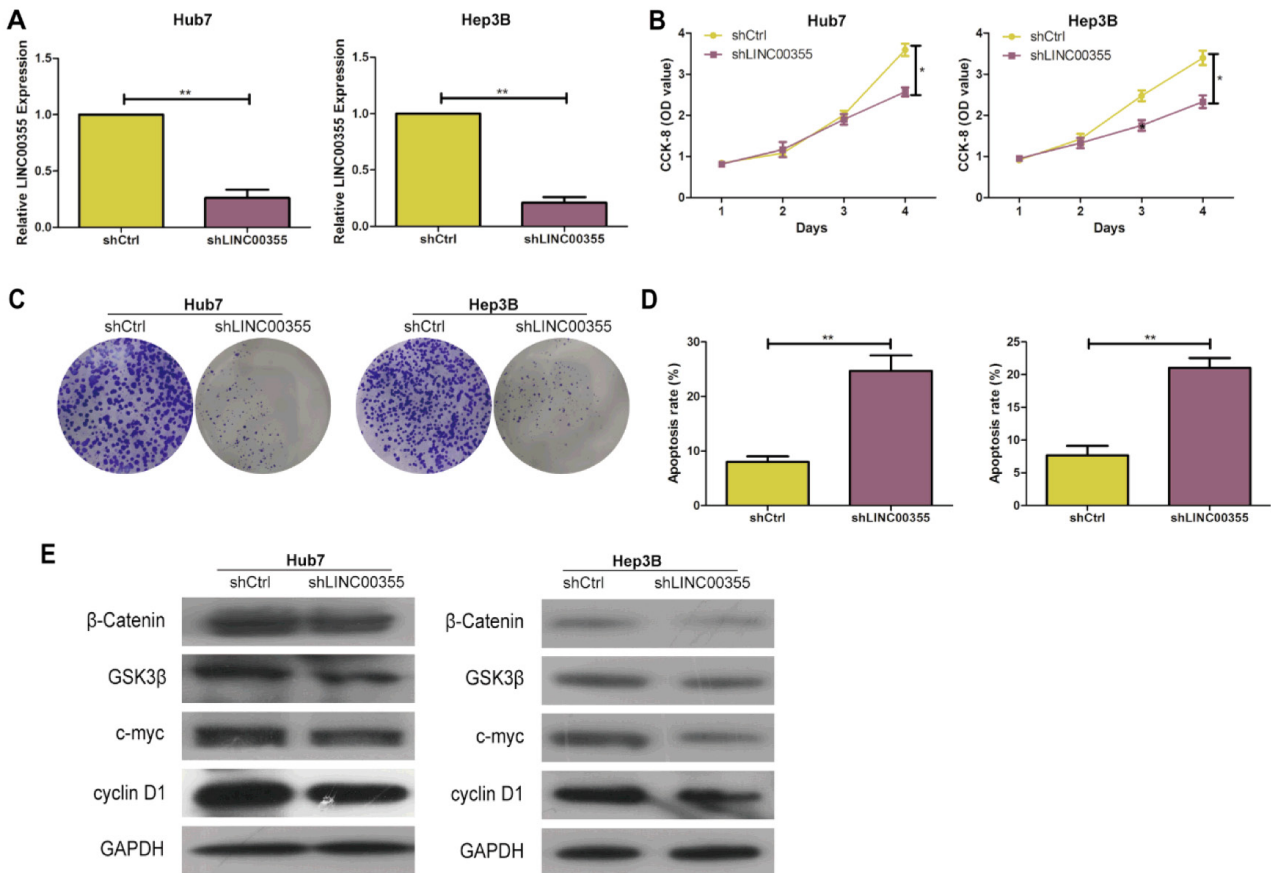 A
Hub7
Relative LINC00355 Expression
1.5
1.0
0.5
0.0
**
shCtrl
shLINC00355
Hep3B
Relative LINC00355 Expression
1.5
1.0
0.5
0.0
**
shCtrl
shLINC00355
B
Hub7
shCtrl
shLINC00355
CCK-8 (OD value)
4
3
2
1
0
*
1 2 3 4
Days
Hep3B
shCtrl
shLINC00355
CCK-8 (OD value)
4
3
2
1
0
*
*
1 2 3 4
Days
C
Hub7
shCtrl shLINC00355
Hep3B
shCtrl shLINC00355
D
Apoptosis rate (%)
30
20
10
0
**
shCtrl
shLINC00355
Apoptosis rate (%)
25
20
15
10
5
0
**
shCtrl
shLINC00355
E
Hub7
shCtrl shLINC00355
β-Catenin
GSK3β
c-myc
cyclin D1
GAPDH
Hep3B
shCtrl shLINC00355
β-Catenin
GSK3β
c-myc
cyclin D1
GAPDH